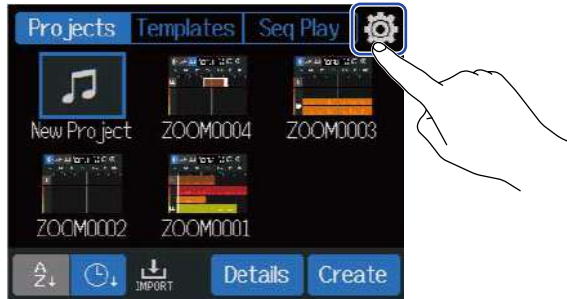 Projects Templates Seq Play
New Project ZOOM0004 ZOOM0003
ZOOM0002 ZOOM0001
A Z IMPORT Details Create